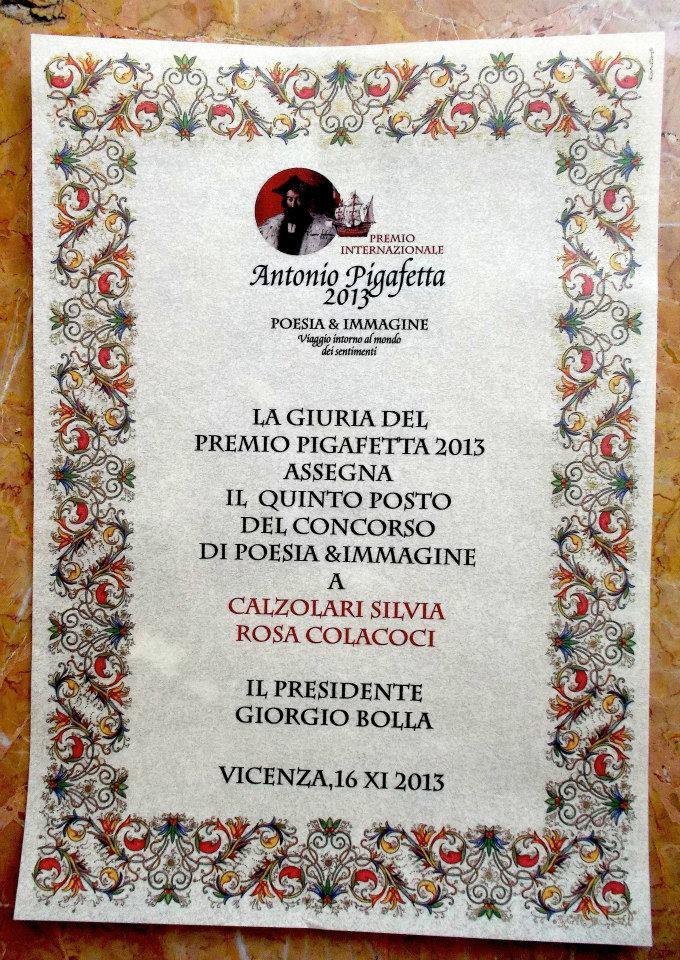 PREMIO
INTERNAZIONALE
Antonio Pigafetta
2013
POESIA & IMMAGINE
Viaggio intorno al mondo
dei sentimenti
LA GIURIA DEL
PREMIO PIGAFETTA 2013
ASSEGNA
IL QUINTO POSTO
DEL CONCORSO
DI POESIA &IMMAGINE
A
CALZOLARI SILVIA
ROSA COLACOCI
IL PRESIDENTE
GIORGIO BOLLA
VICENZA,16 XI 2013